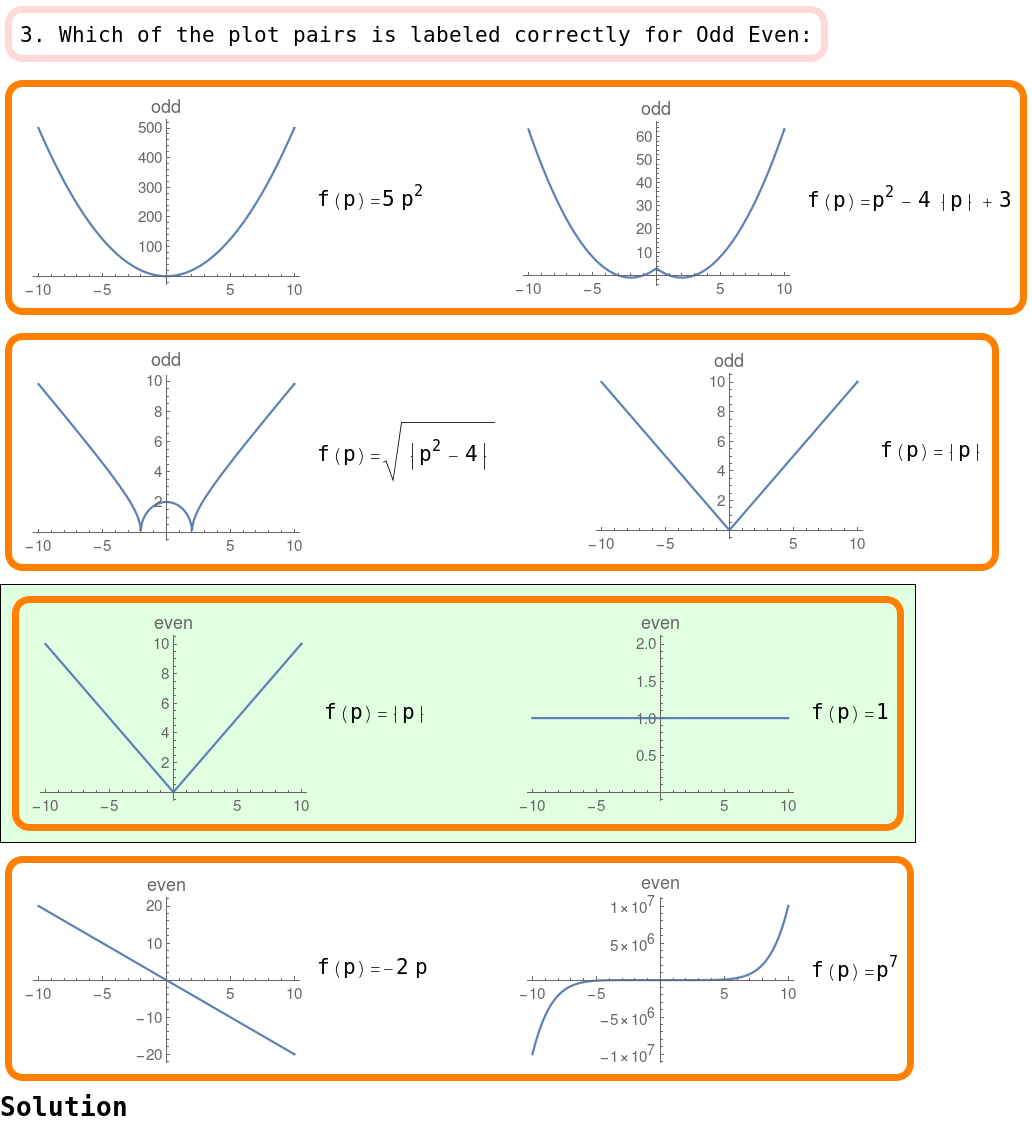 3. Which of the plot pairs is labeled correctly for Odd Even:
odd
500
400
300
200
100
−10 −5 5 10
f(p)=5 p²
odd
60
50
40
30
20
10
−10 −5 5 10
f(p)=p² − 4 |p| + 3
odd
10
8
6
4
2
−10 −5 5 10
f(p)=√|p² − 4|
odd
10
8
6
4
2
−10 −5 5 10
f(p)=|p|
even
10
8
6
4
2
−10 −5 5 10
f(p)=|p|
even
2.0
1.5
1.0
0.5
−10 −5 5 10
f(p)=1
even
20
10
−10 −5 5 10
−10
−20
f(p)=−2 p
even
1×10⁷
5×10⁶
−10 −5 5 10
−5×10⁶
−1×10⁷
f(p)=p⁷
Solution